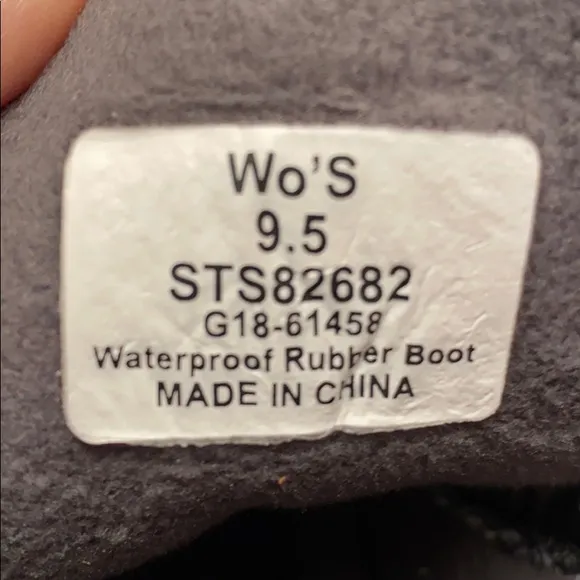 Wo'S
9.5
STS82682
G18-61458
Waterproof Rubber Boot
MADE IN CHINA